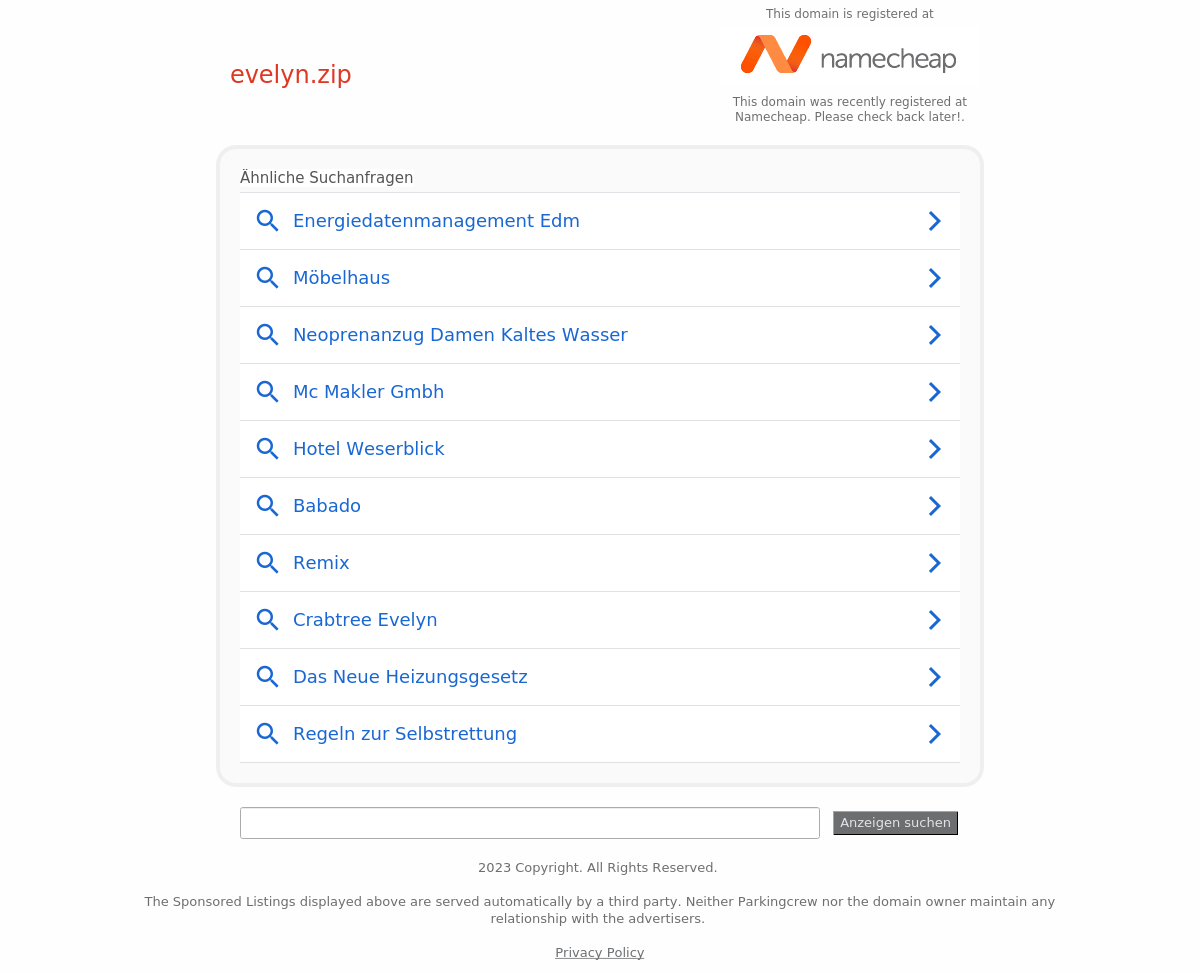 This domain is registered at
namecheap
evelyn.zip
This domain was recently registered at
Namecheap. Please check back later!.
Ähnliche Suchanfragen
Energiedatenmanagement Edm
Möbelhaus
Neoprenanzug Damen Kaltes Wasser
Mc Makler Gmbh
Hotel Weserblick
Babado
Remix
Crabtree Evelyn
Das Neue Heizungsgesetz
Regeln zur Selbstrettung
Anzeigen suchen
2023 Copyright. All Rights Reserved.
The Sponsored Listings displayed above are served automatically by a third party. Neither Parkingcrew nor the domain owner maintain any
relationship with the advertisers.
Privacy Policy